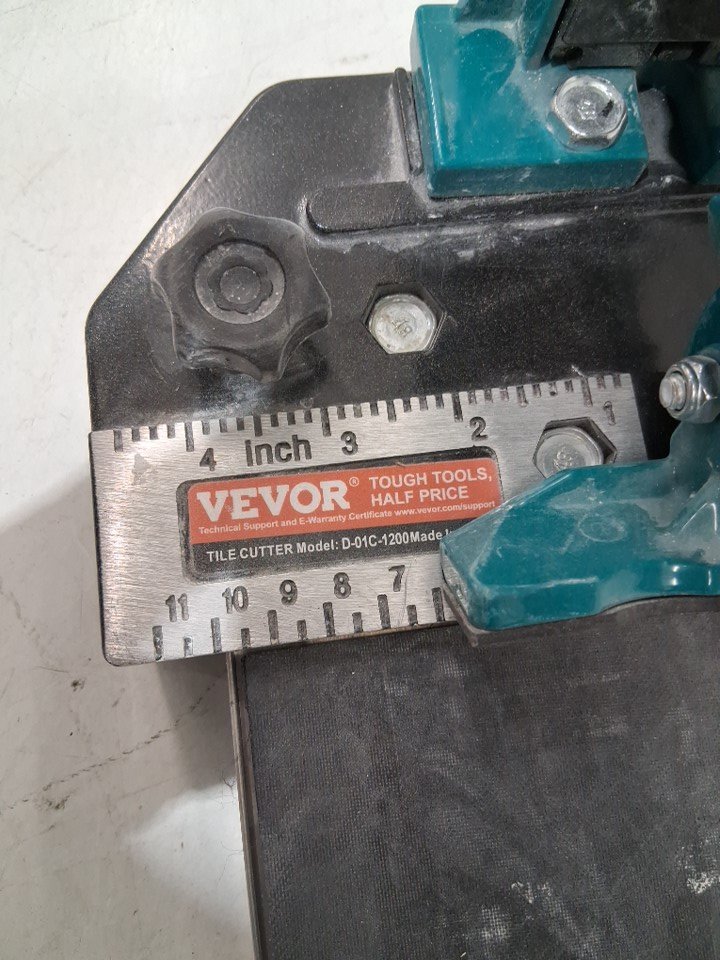 4 inch 3 2 1
VEVOR® TOUGH TOOLS,
HALF PRICE
Technical Support and E-Warranty Certificate www.vevor.com/support
TILE CUTTER Model: D-01C-1200 Made
11 10 9 8 7